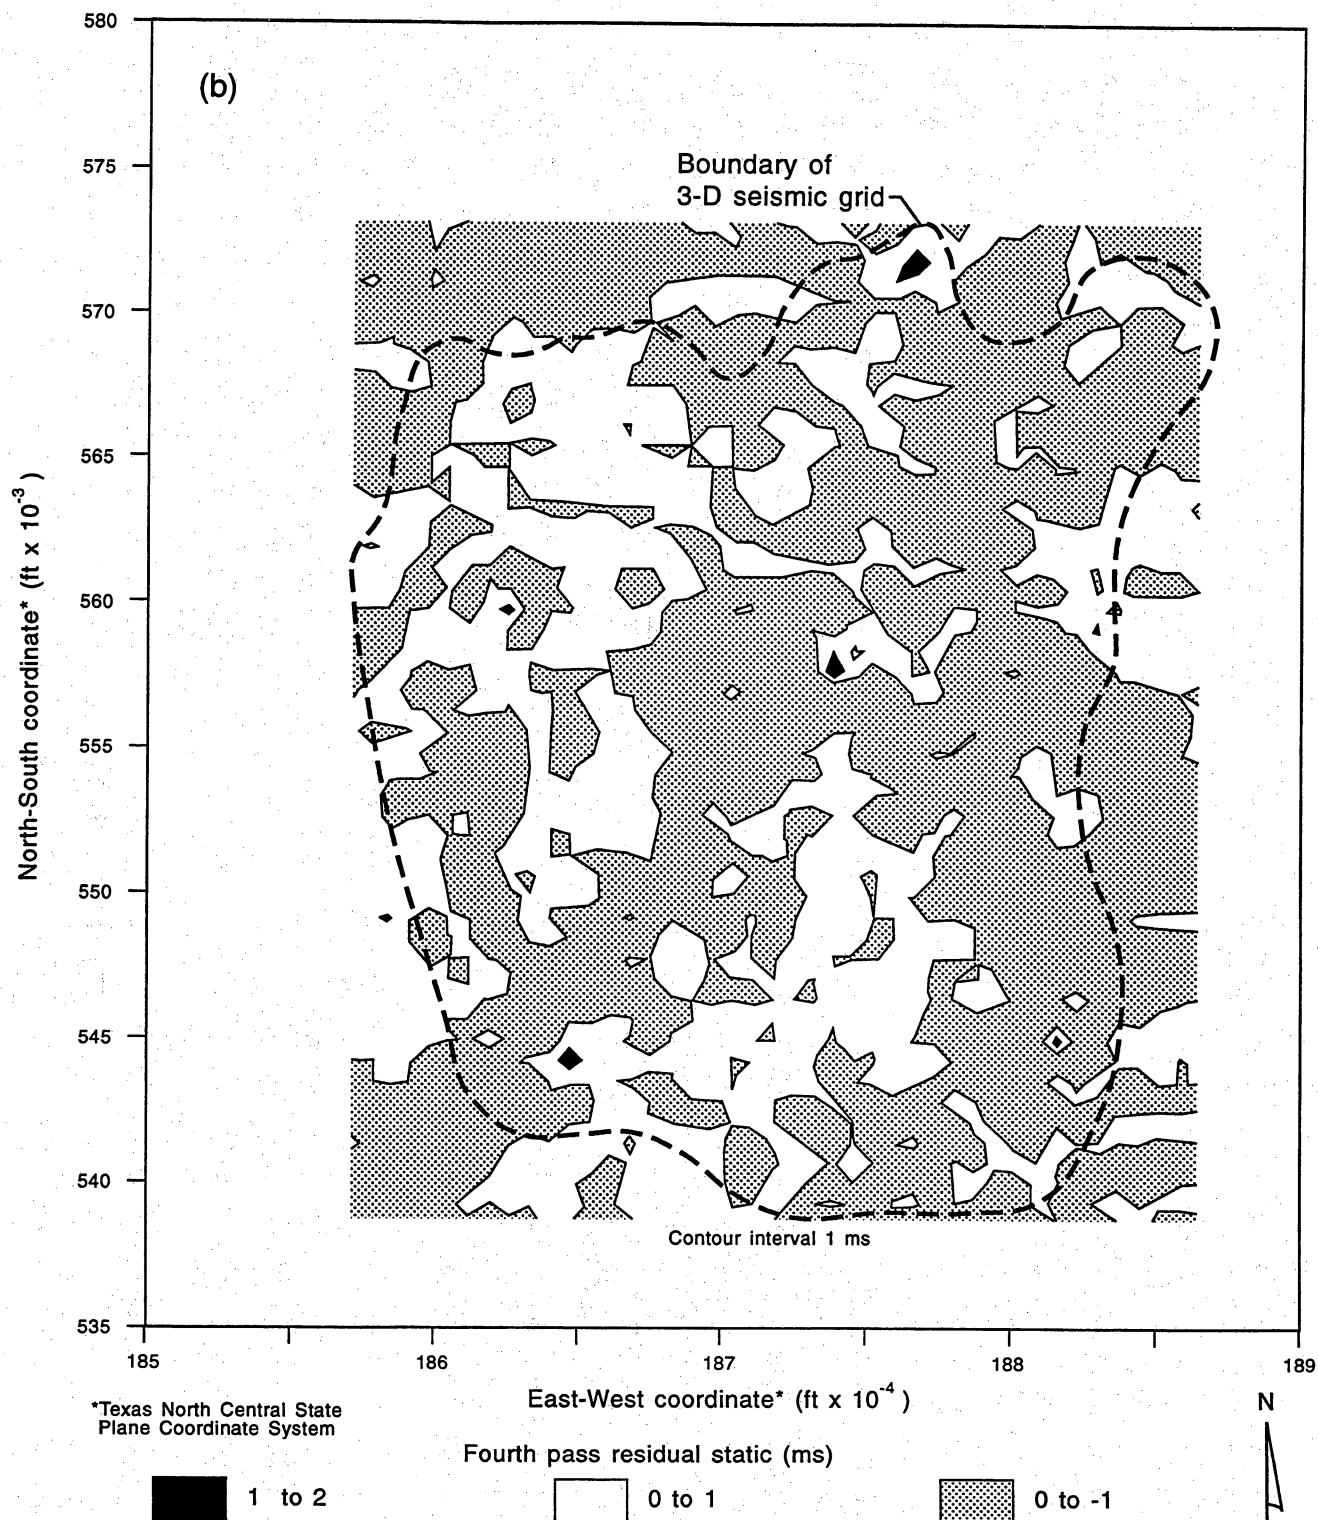 580
(b)
Boundary of
3-D seismic grid
575
570
565
560
555
550
545
540
535
North-South coordinate* (ft x 10-3 )
Contour interval 1 ms
185
186
187
188
189
East-West coordinate* (ft x 10-4 )
*Texas North Central State
Plane Coordinate System
N
Fourth pass residual static (ms)
1 to 2
0 to 1
0 to -1